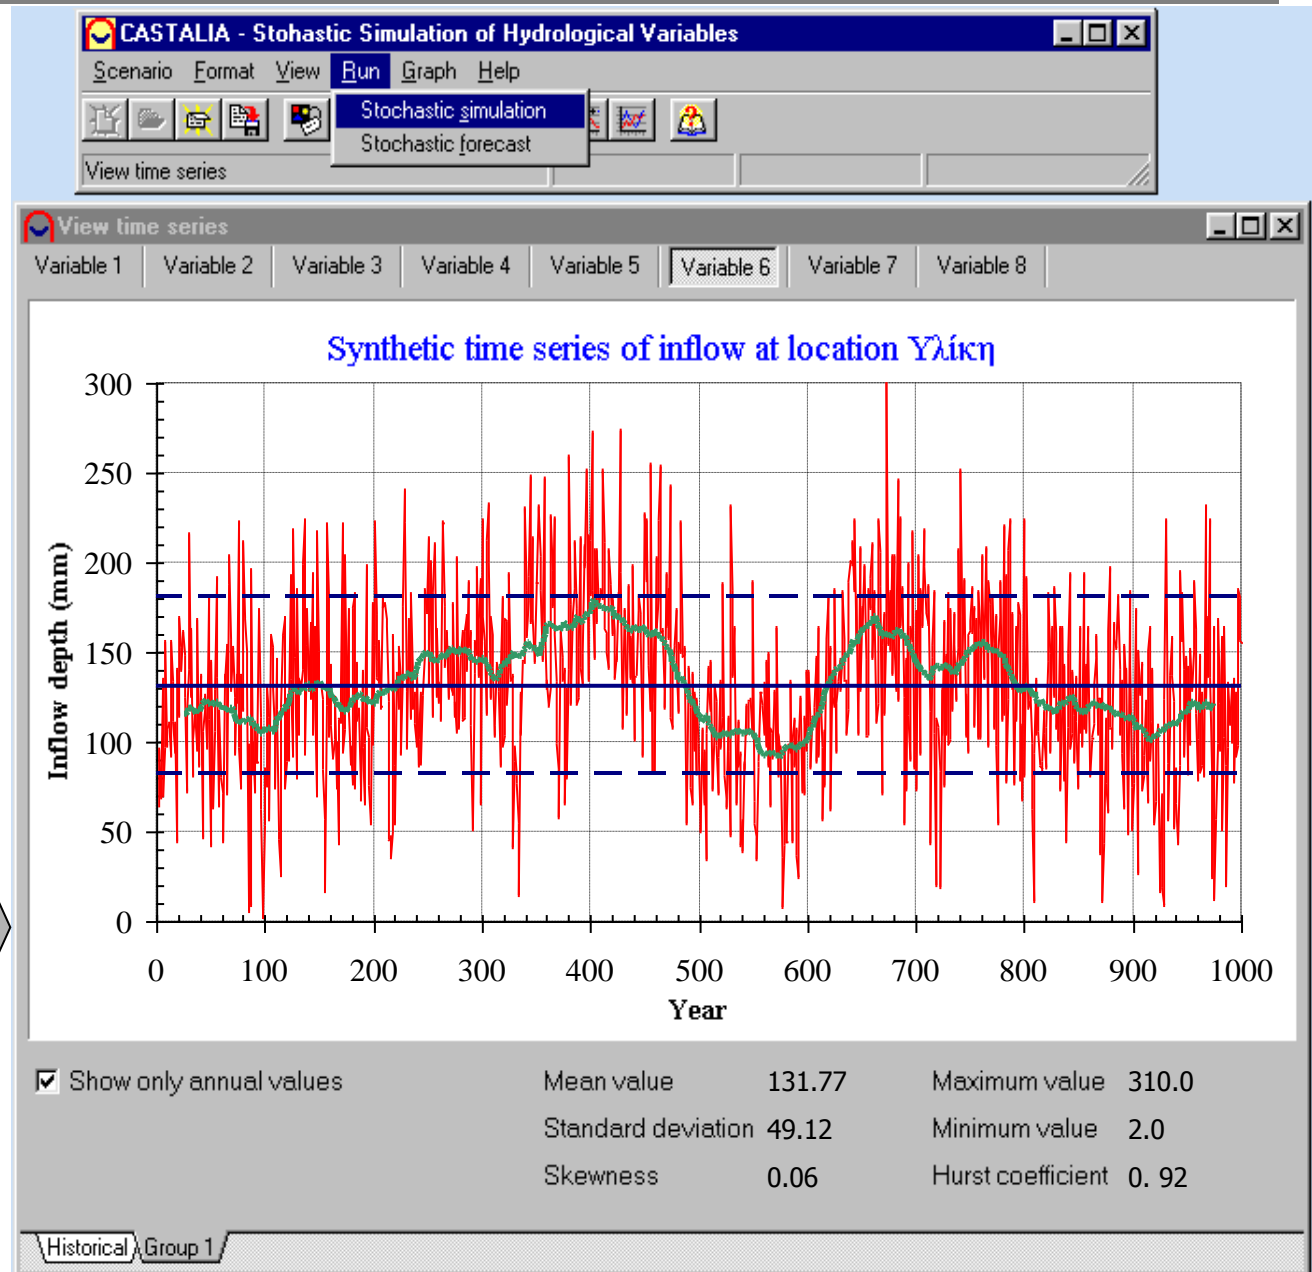 CASTALIA - Stohastic Simulation of Hydrological Variables
Scenario Format View Run Graph Help
Stochastic simulation
Stochastic forecast
View time series
View time series
Variable 1 Variable 2 Variable 3 Variable 4 Variable 5 Variable 6 Variable 7 Variable 8
Synthetic time series of inflow at location Υλίκη
300
250
200
150
100
50
0
Inflow depth (mm)
0 100 200 300 400 500 600 700 800 900 1000
Year
Show only annual values
Mean value 131.77 Maximum value 310.0
Standard deviation 49.12 Minimum value 2.0
Skewness 0.06 Hurst coefficient 0. 92
Historical Group 1